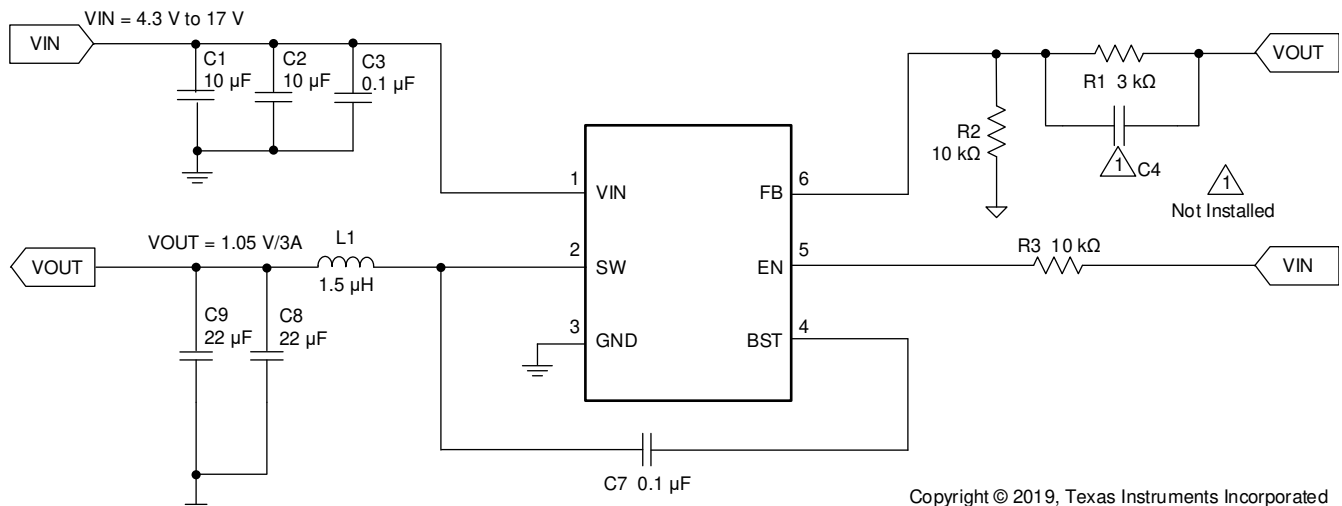 VIN = 4.3 V to 17 V
VIN
C1
10 µF
C2
10 µF
C3
0.1 µF
VOUT
R1 3 kΩ
R2
10 kΩ
1
C4
1
Not Installed
1
VIN
FB
6
VOUT = 1.05 V/3A
L1
VOUT
1.5 µH
2
SW
EN
5
R3 10 kΩ
VIN
C9
22 µF
C8
22 µF
3
GND
BST
4
C7 0.1 µF
Copyright © 2019, Texas Instruments Incorporated